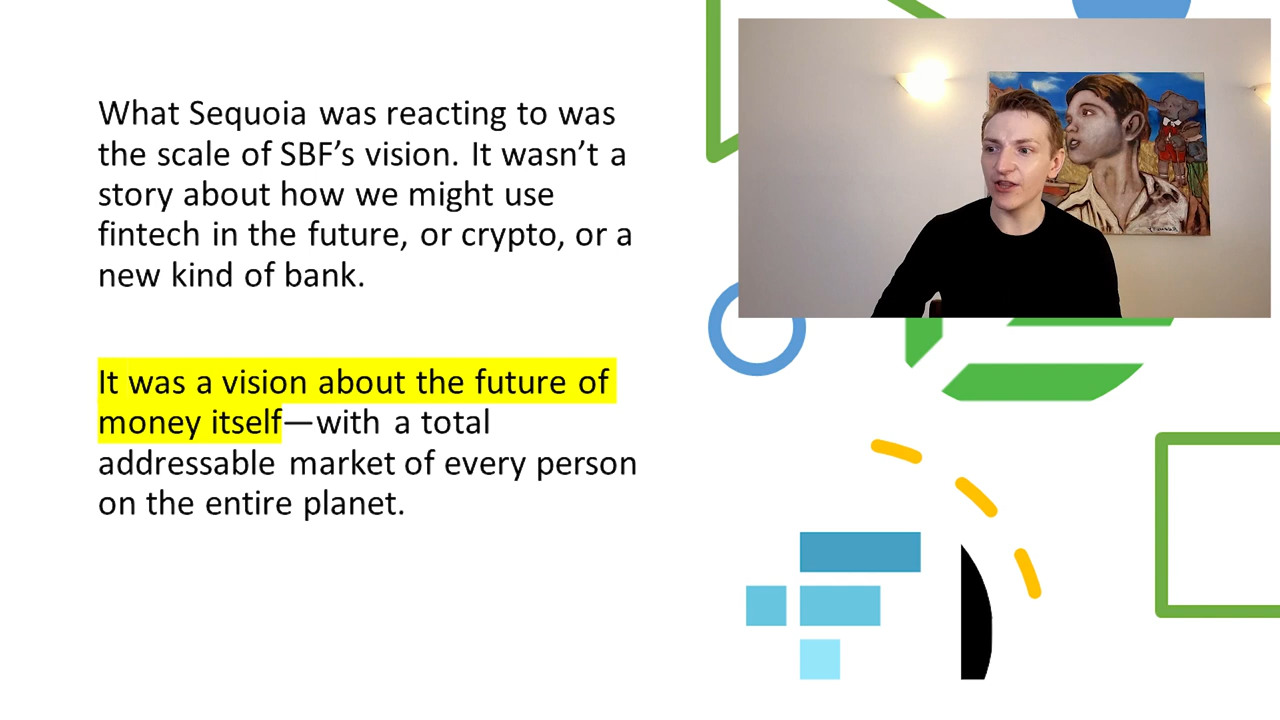 What Sequoia was reacting to was
the scale of SBF’s vision. It wasn’t a
story about how we might use
fintech in the future, or crypto, or a
new kind of bank.
It was a vision about the future of
money itself—with a total
addressable market of every person
on the entire planet.